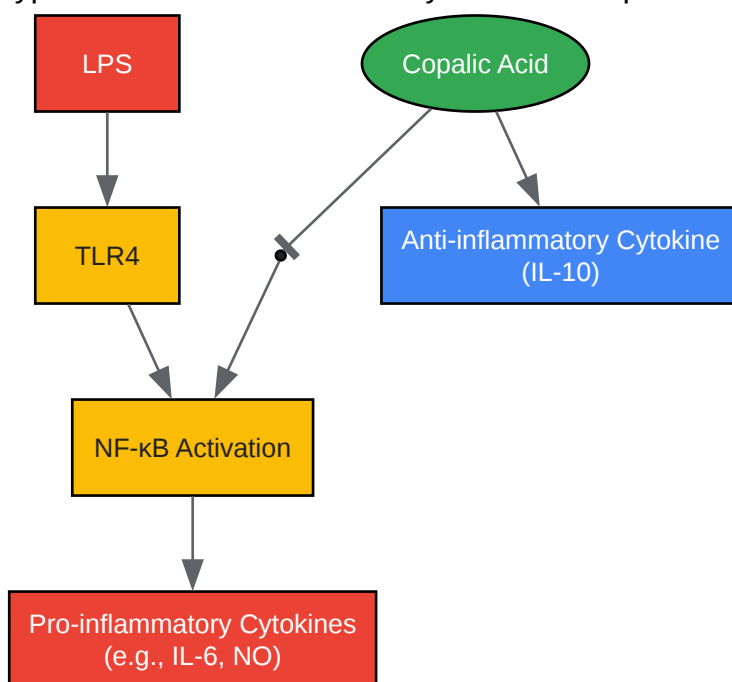 LPS
Copalic Acid
TLR4
Anti-inflammatory Cytokine
(IL-10)
NF-κB Activation
Pro-inflammatory Cytokines
(e.g., IL-6, NO)